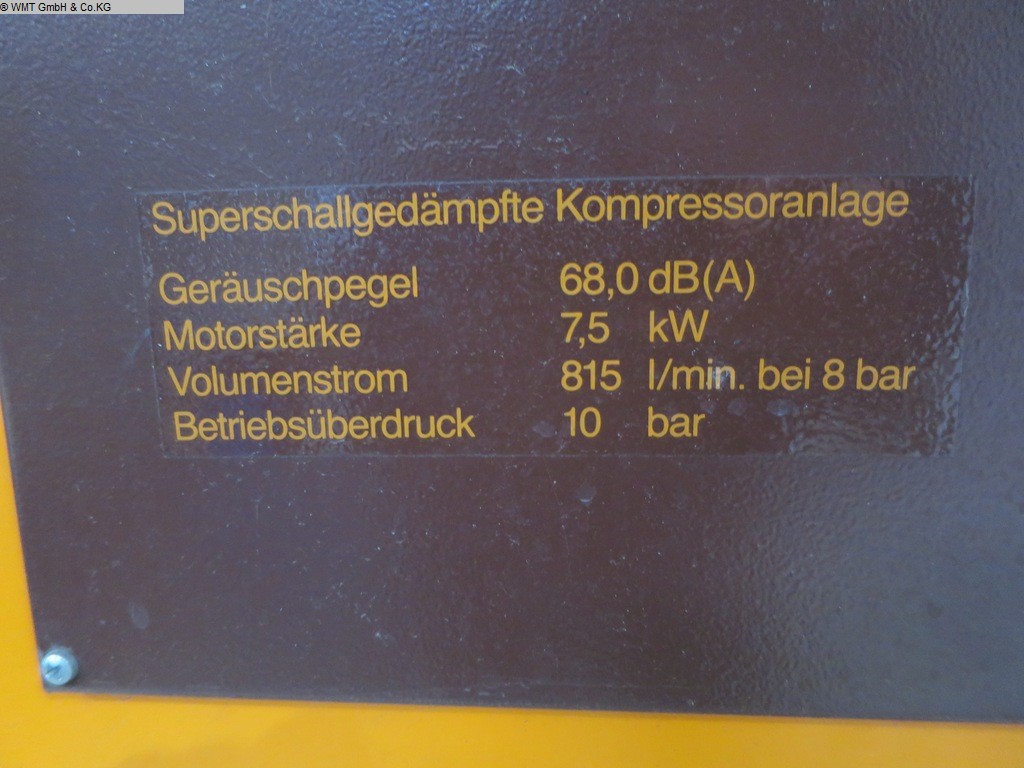 © WMT GmbH & Co.KG
Superschallgedämpfte Kompressoranlage
Geräuschpegel 68,0 dB(A)
Motorstärke 7,5 kW
Volumenstrom 815 l/min. bei 8 bar
Betriebsüberdruck 10 bar